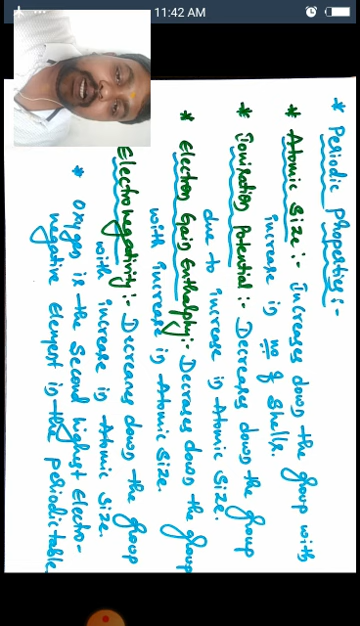 11:42 AM
* Periodic Properties:-
* Atomic Size:- increases down the group with
increase in no of Shells.
* Ionisation Potential:- Decreases down the group
due to increase in Atomic Size.
* Electron Gain Enthalphy:- Decreases down the group
with increase in Atomic Size.
Electronegativity:- Decreases down the group
with increase in Atomic Size.
* Oxygen is the Second highest Electro-
negative Element in the periodic table.